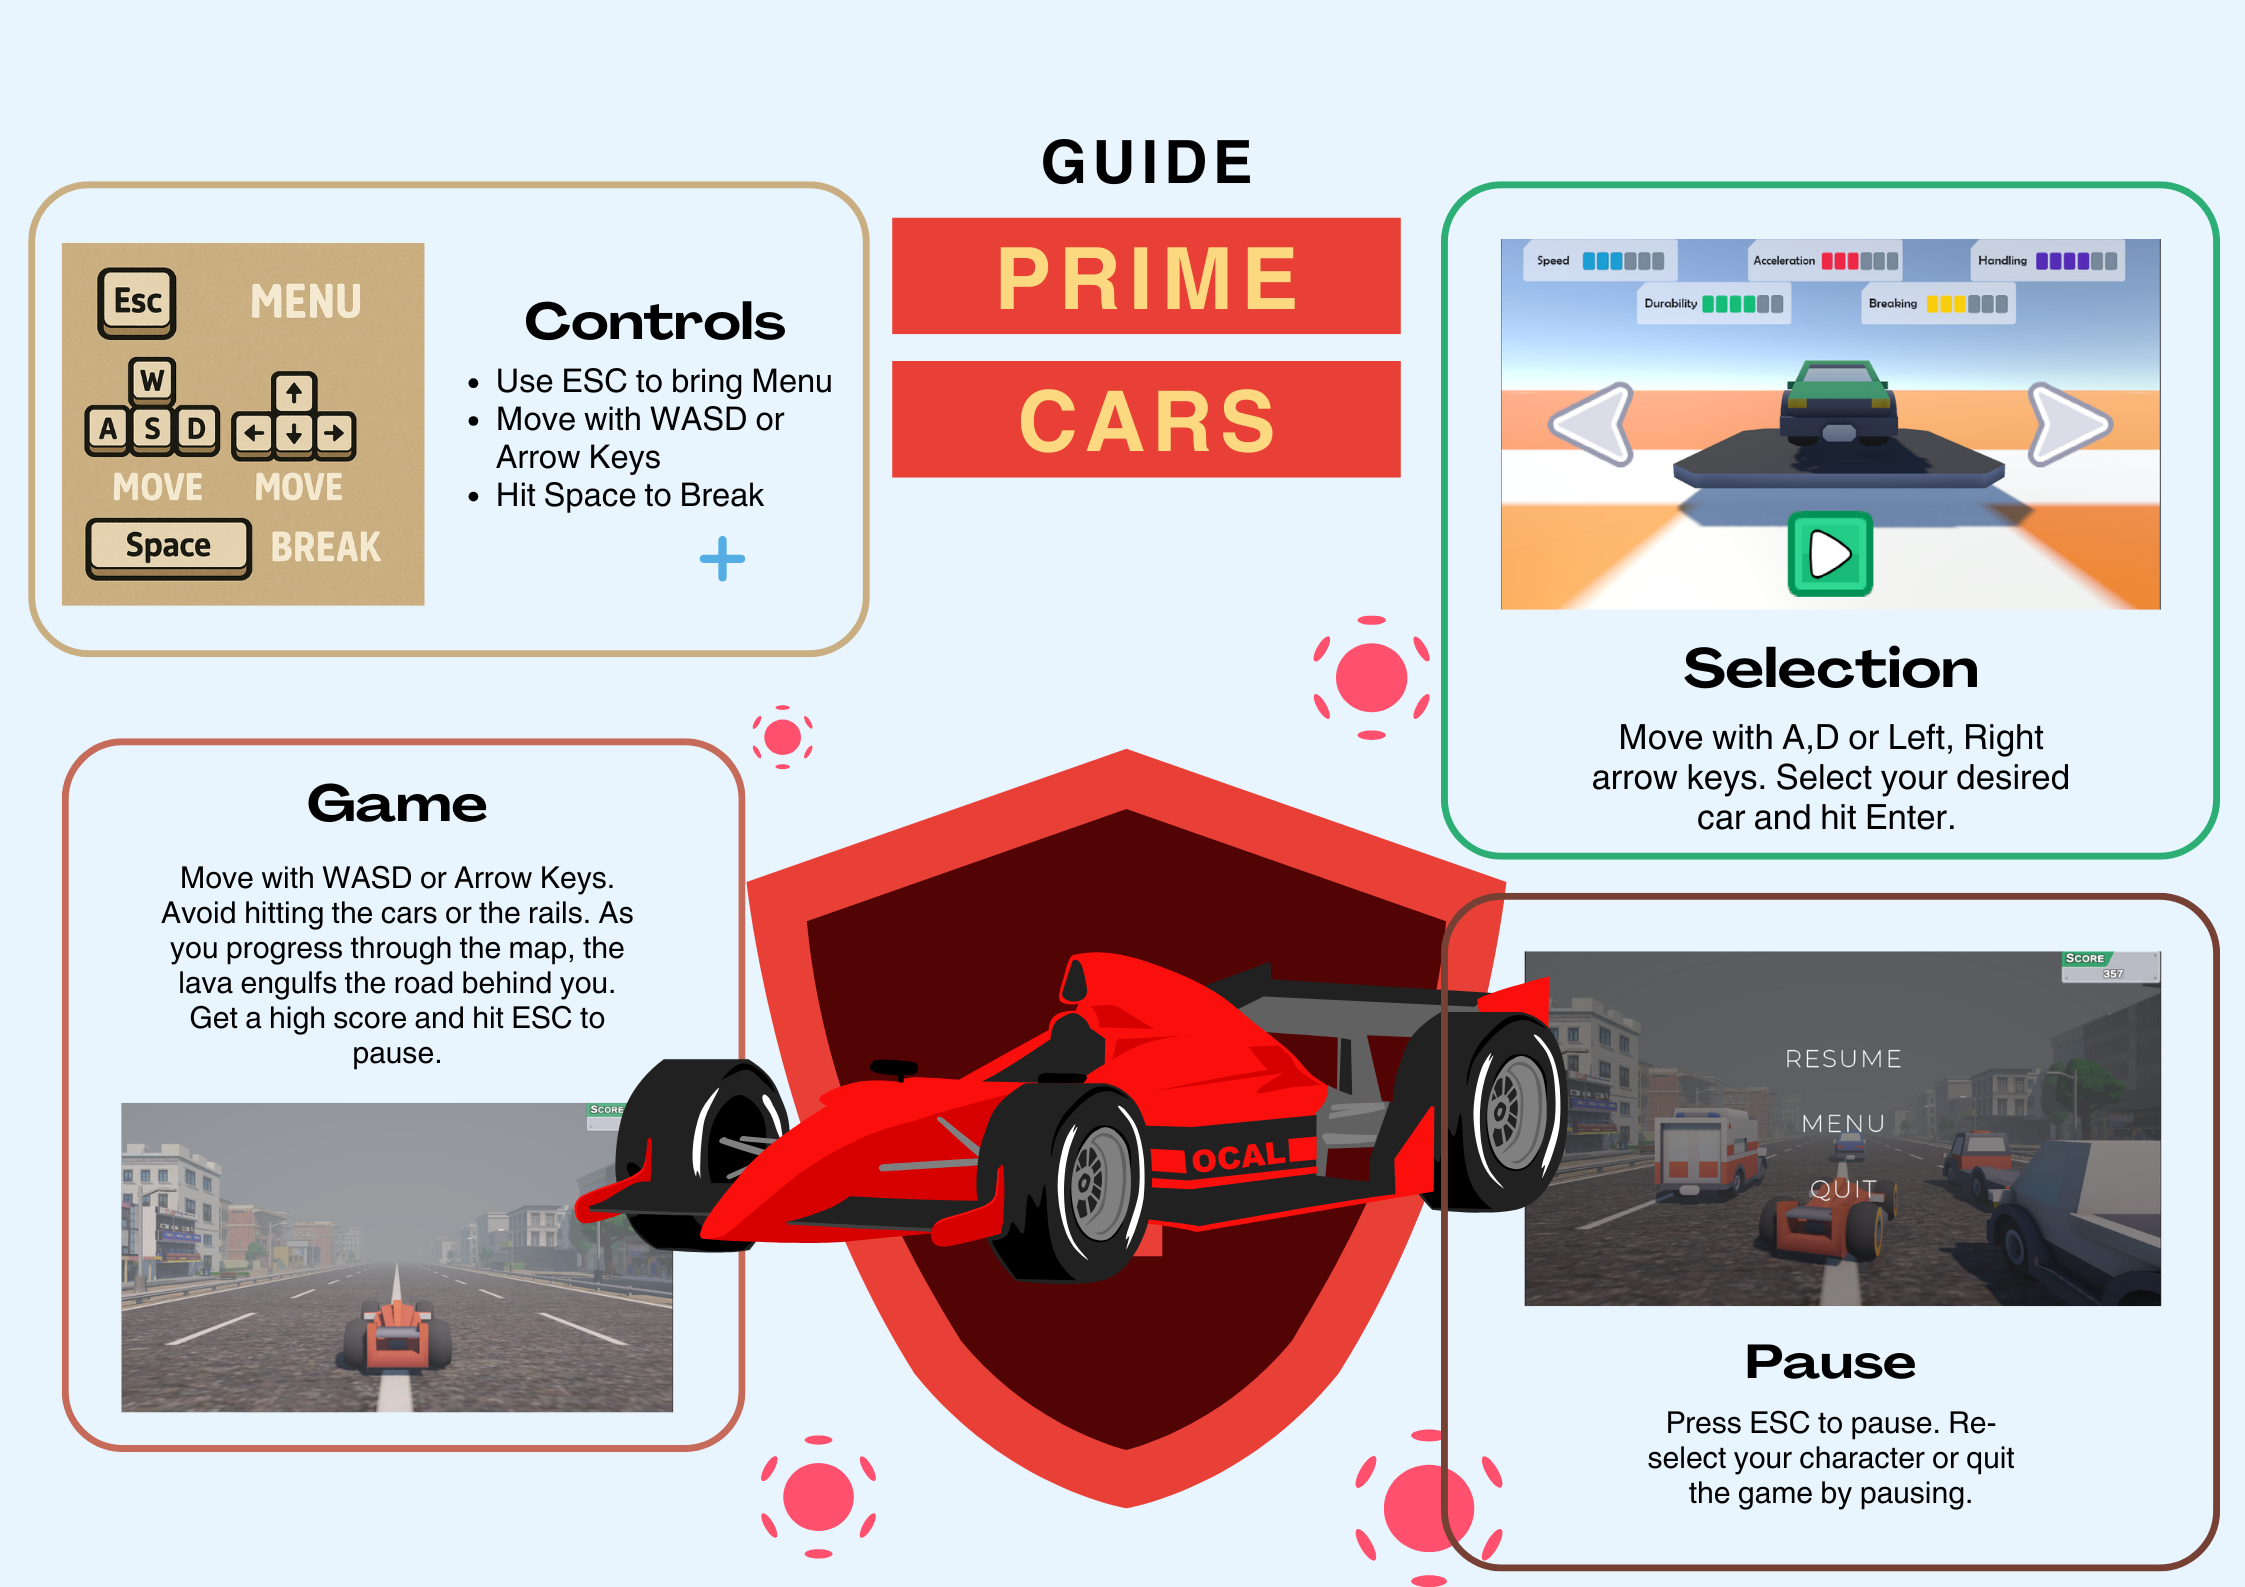 GUIDE
PRIME
CARS
Esc
MENU
W
A S D
MOVE
MOVE
Space
BREAK
Controls
Use ESC to bring Menu
Move with WASD or
Arrow Keys
Hit Space to Break
Speed
Acceleration
Handling
Durability
Breaking
Selection
Move with A,D or Left, Right
arrow keys. Select your desired
car and hit Enter.
Game
Move with WASD or Arrow Keys.
Avoid hitting the cars or the rails. As
you progress through the map, the
lava engulfs the road behind you.
Get a high score and hit ESC to
pause.
SCORE
OCAL
SCORE
357
RESUME
MENU
QUIT
Pause
Press ESC to pause. Re-
select your character or quit
the game by pausing.